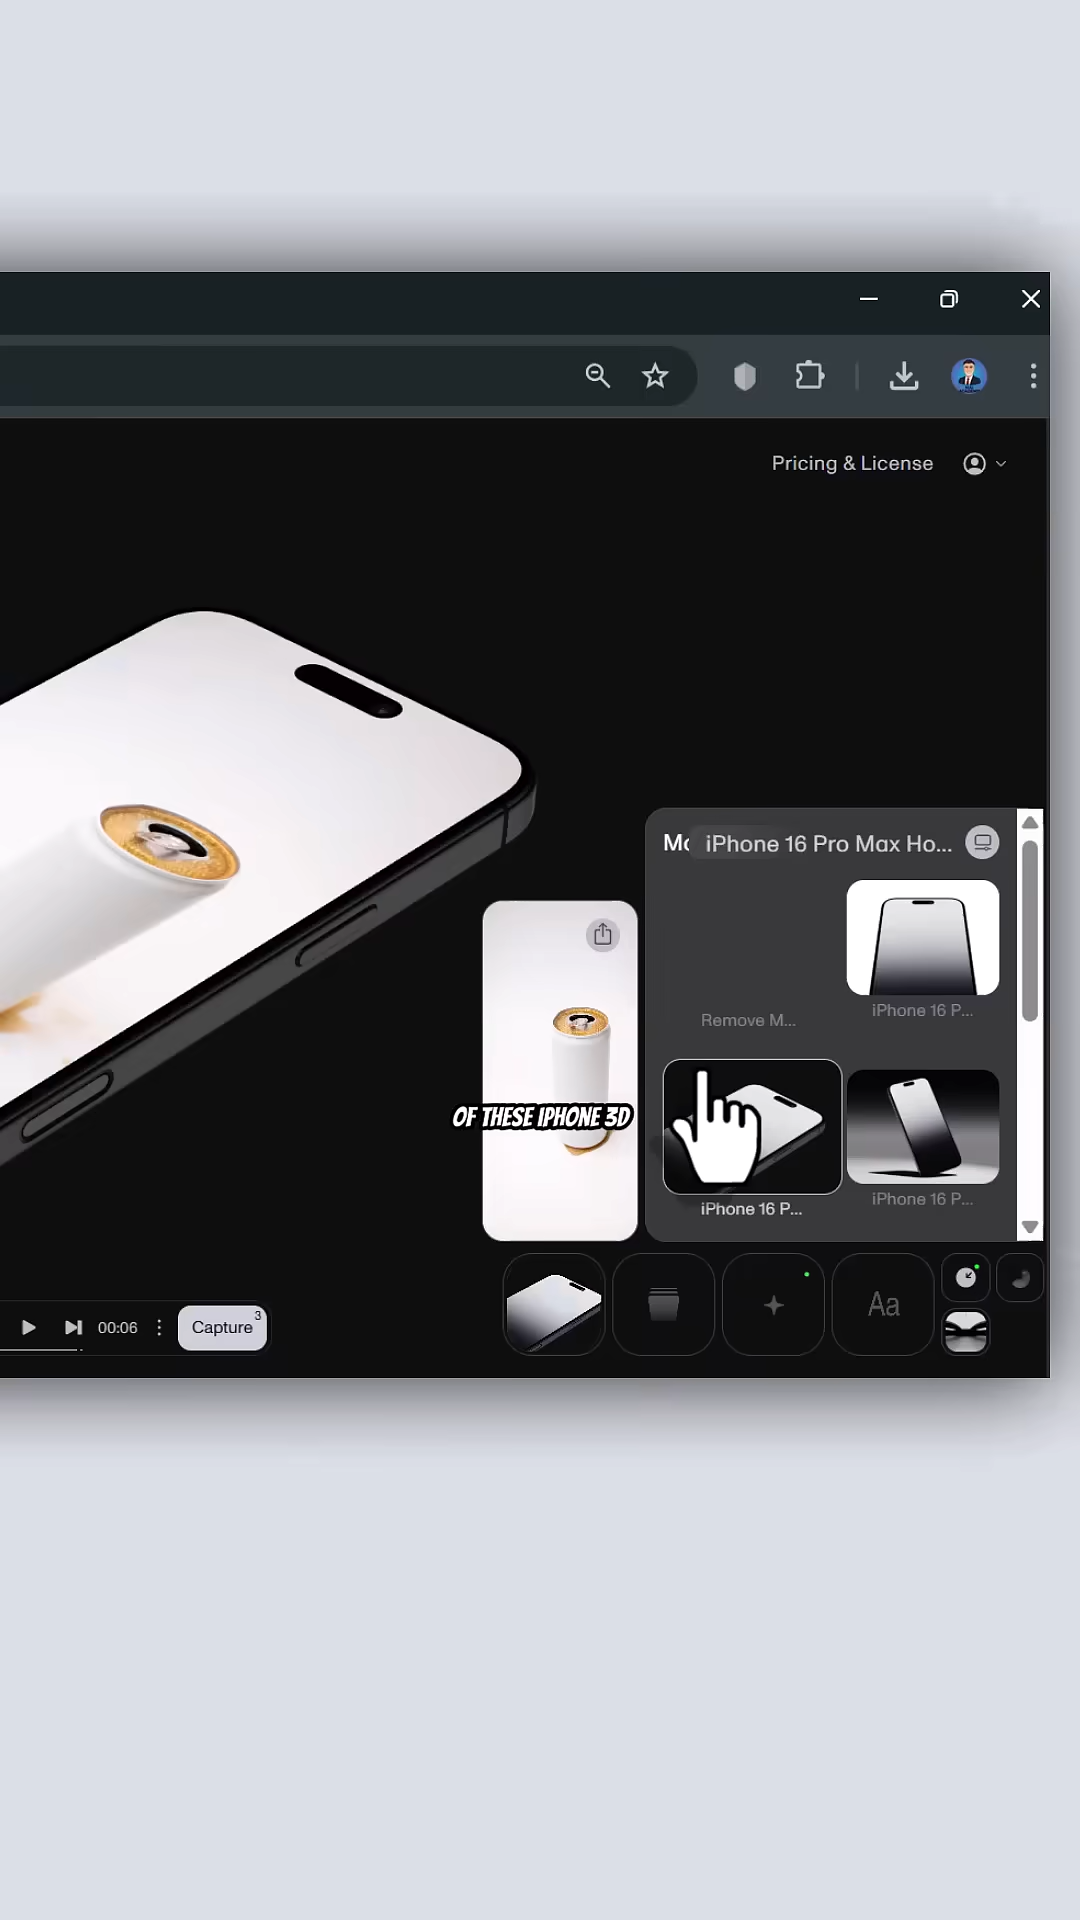 Pricing & License
Mo
iPhone 16 Pro Max Ho...
iPhone 16 P...
Remove M...
OF THESE IPHONE 3D
iPhone 16 P...
iPhone 16 P...
00:06
Capture
3
Aa